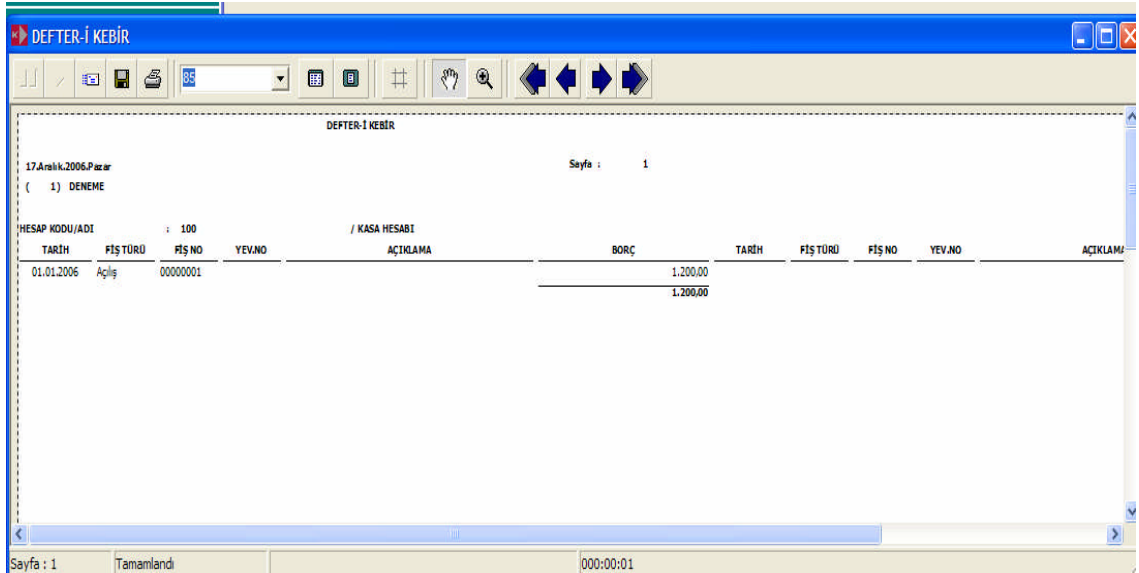 DEFTER-İ KEBİR
85
DEFTER-İ KEBİR
17.Aralık.2006.Pazar Sayfa : 1
( 1) DENEME
HESAP KODU/ADI : 100 / KASA HESABI
TARİH FİŞ TÜRÜ FİŞ NO YEV.NO AÇIKLAMA BORÇ TARİH FİŞ TÜRÜ FİŞ NO YEV.NO AÇIKLAMA
01.01.2006 Açılış 00000001 1.200,00
1.200,00
Sayfa : 1 Tamamlandı 000:00:01